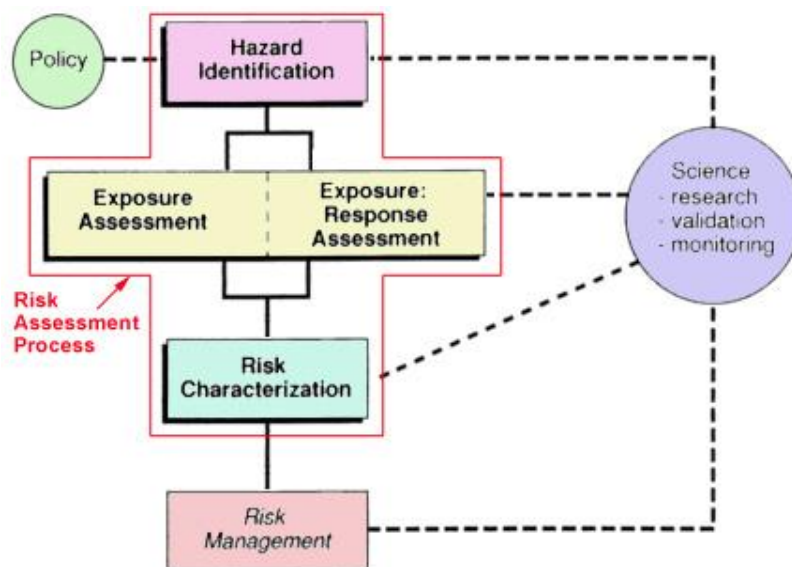 Policy
Hazard
Identification
Exposure
Assessment
Exposure:
Response
Assessment
Science
- research
- validation
- monitoring
Risk
Assessment
Process
Risk
Characterization
Risk
Management